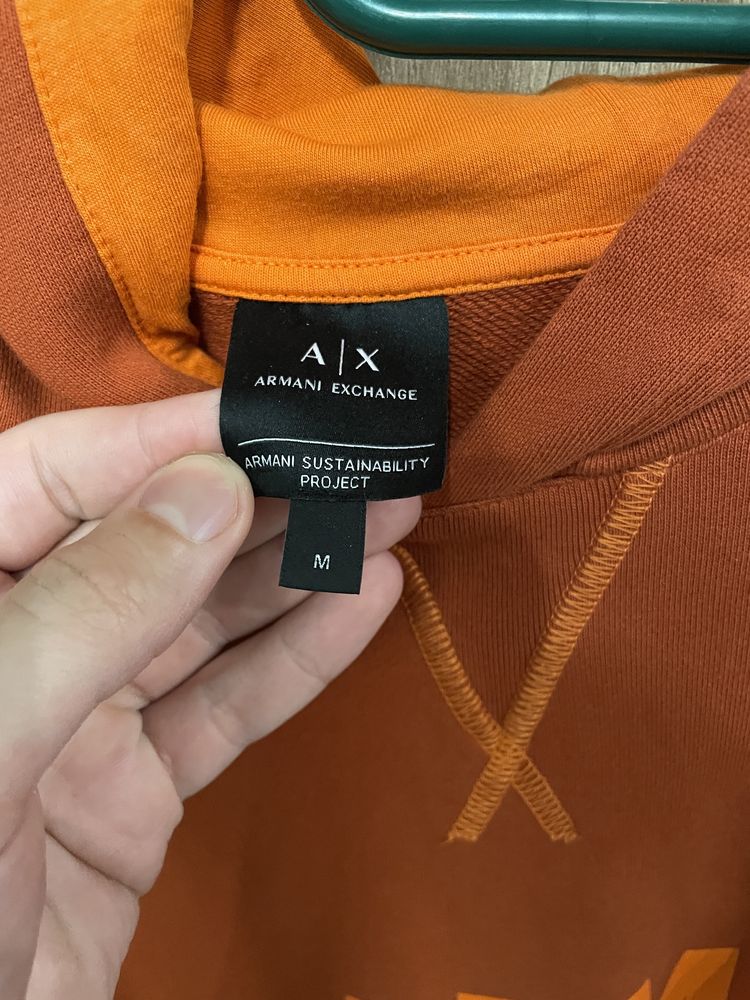 A|X
ARMANI EXCHANGE
ARMANI SUSTAINABILITY
PROJECT
M